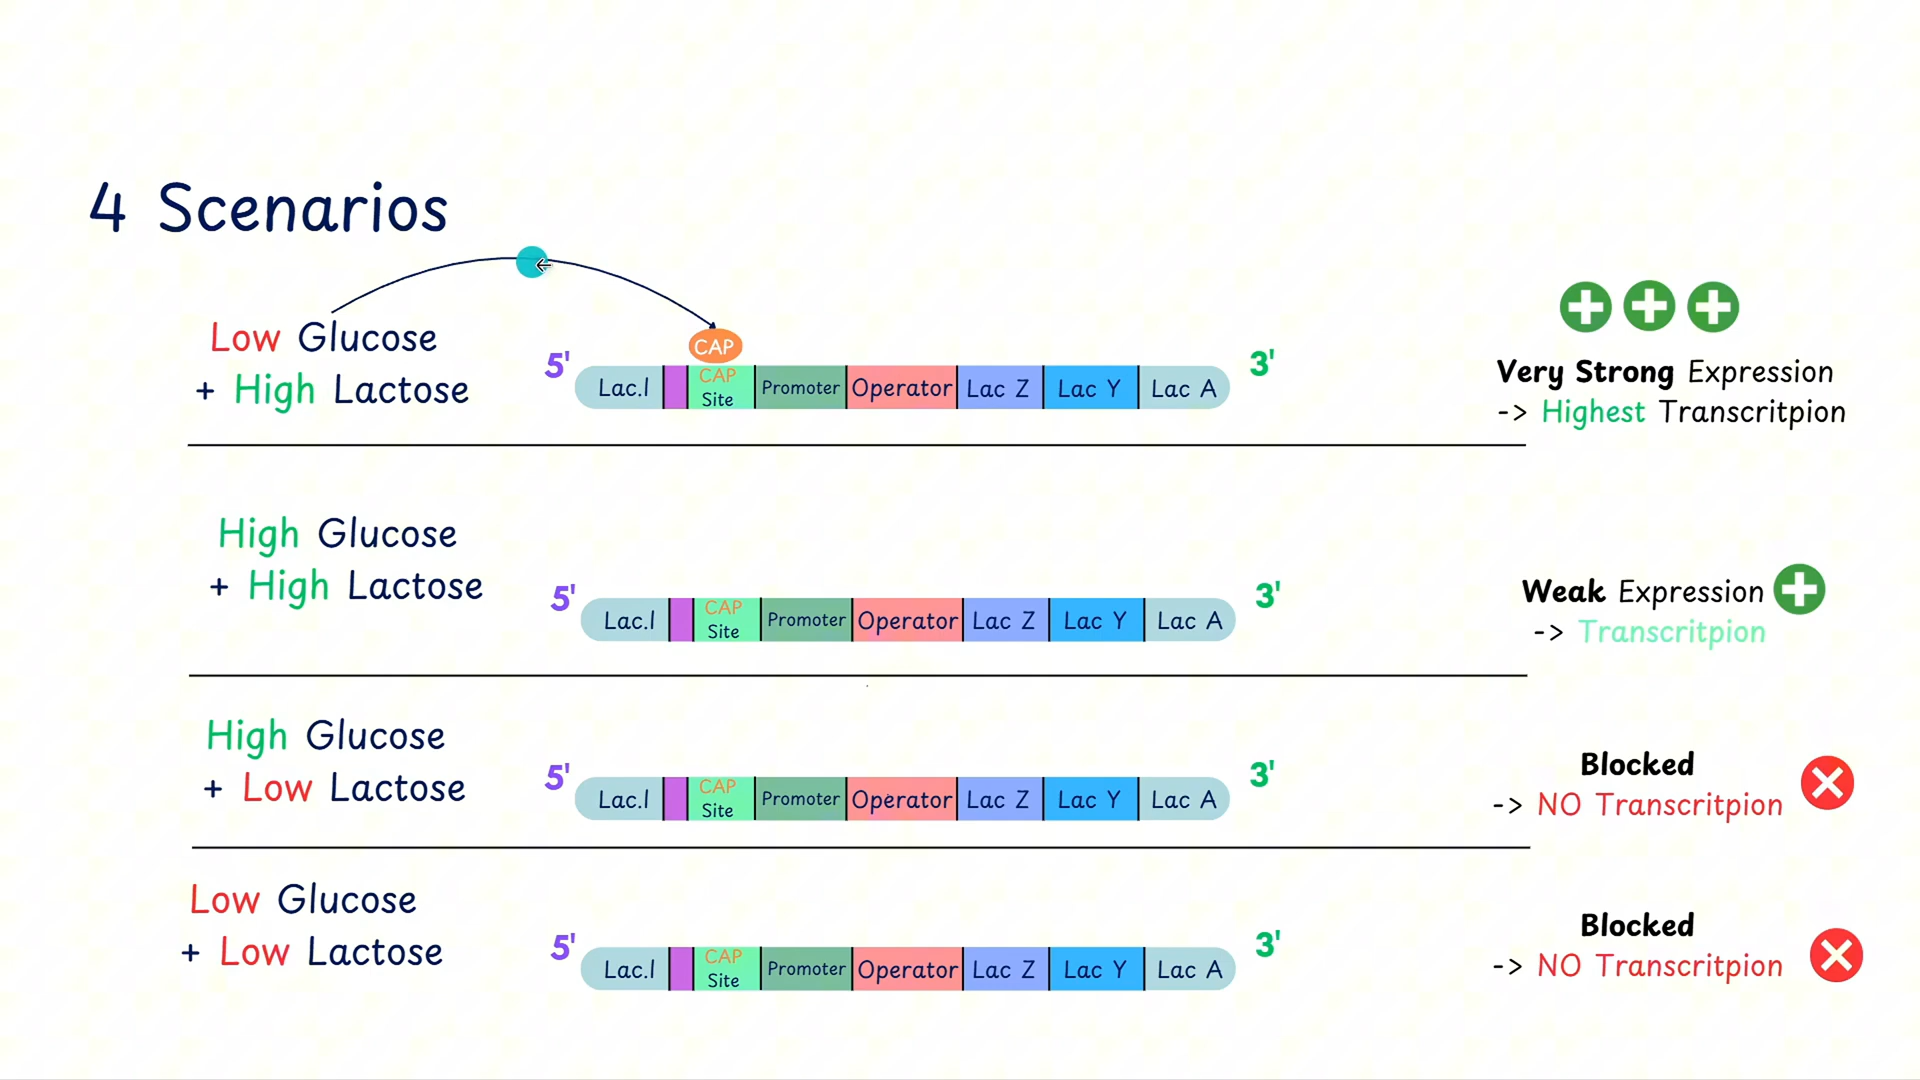 4 Scenarios
Low Glucose
+ High Lactose
5'
CAP
Lac.I
CAP
Site
Promoter
Operator
Lac Z
Lac Y
Lac A
3'
Very Strong Expression
-> Highest Transcritpion
High Glucose
+ High Lactose
5'
Lac.I
CAP
Site
Promoter
Operator
Lac Z
Lac Y
Lac A
3'
Weak Expression
-> Transcritpion
High Glucose
+ Low Lactose
5'
Lac.I
CAP
Site
Promoter
Operator
Lac Z
Lac Y
Lac A
3'
Blocked
-> NO Transcritpion
Low Glucose
+ Low Lactose
5'
Lac.I
CAP
Site
Promoter
Operator
Lac Z
Lac Y
Lac A
3'
Blocked
-> NO Transcritpion